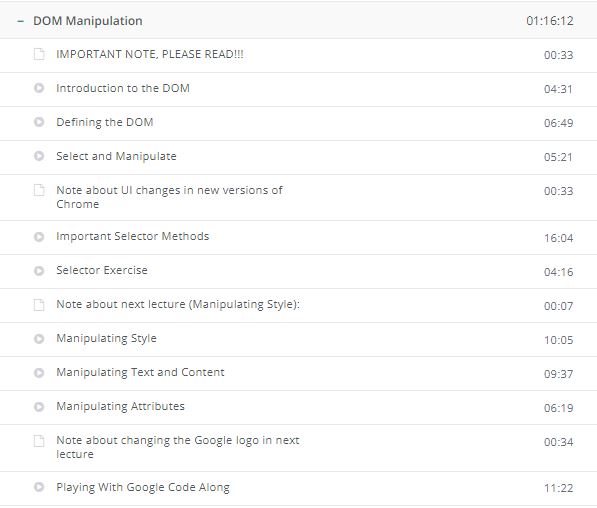 − DOM Manipulation 01:16:12
IMPORTANT NOTE, PLEASE READ!!! 00:33
Introduction to the DOM 04:31
Defining the DOM 06:49
Select and Manipulate 05:21
Note about UI changes in new versions of 00:33
Chrome
Important Selector Methods 16:04
Selector Exercise 04:16
Note about next lecture (Manipulating Style): 00:07
Manipulating Style 10:05
Manipulating Text and Content 09:37
Manipulating Attributes 06:19
Note about changing the Google logo in next 00:34
lecture
Playing With Google Code Along 11:22